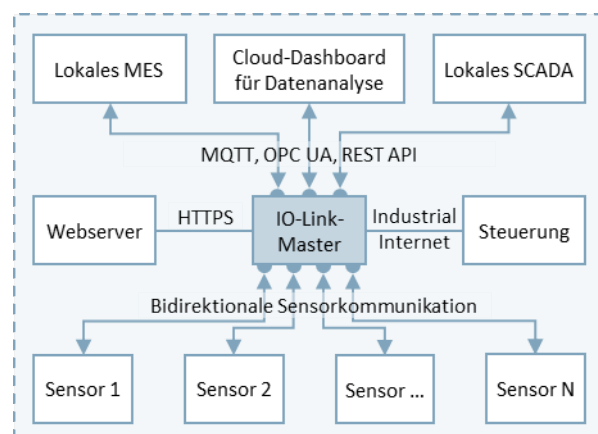 Lokales MES
Cloud-Dashboard
für Datenanalyse
Lokales SCADA
MQTT, OPC UA, REST API
Webserver
HTTPS
IO-Link-
Master
Industrial
Internet
Steuerung
Bidirektionale Sensorkommunikation
Sensor 1
Sensor 2
Sensor ...
Sensor N